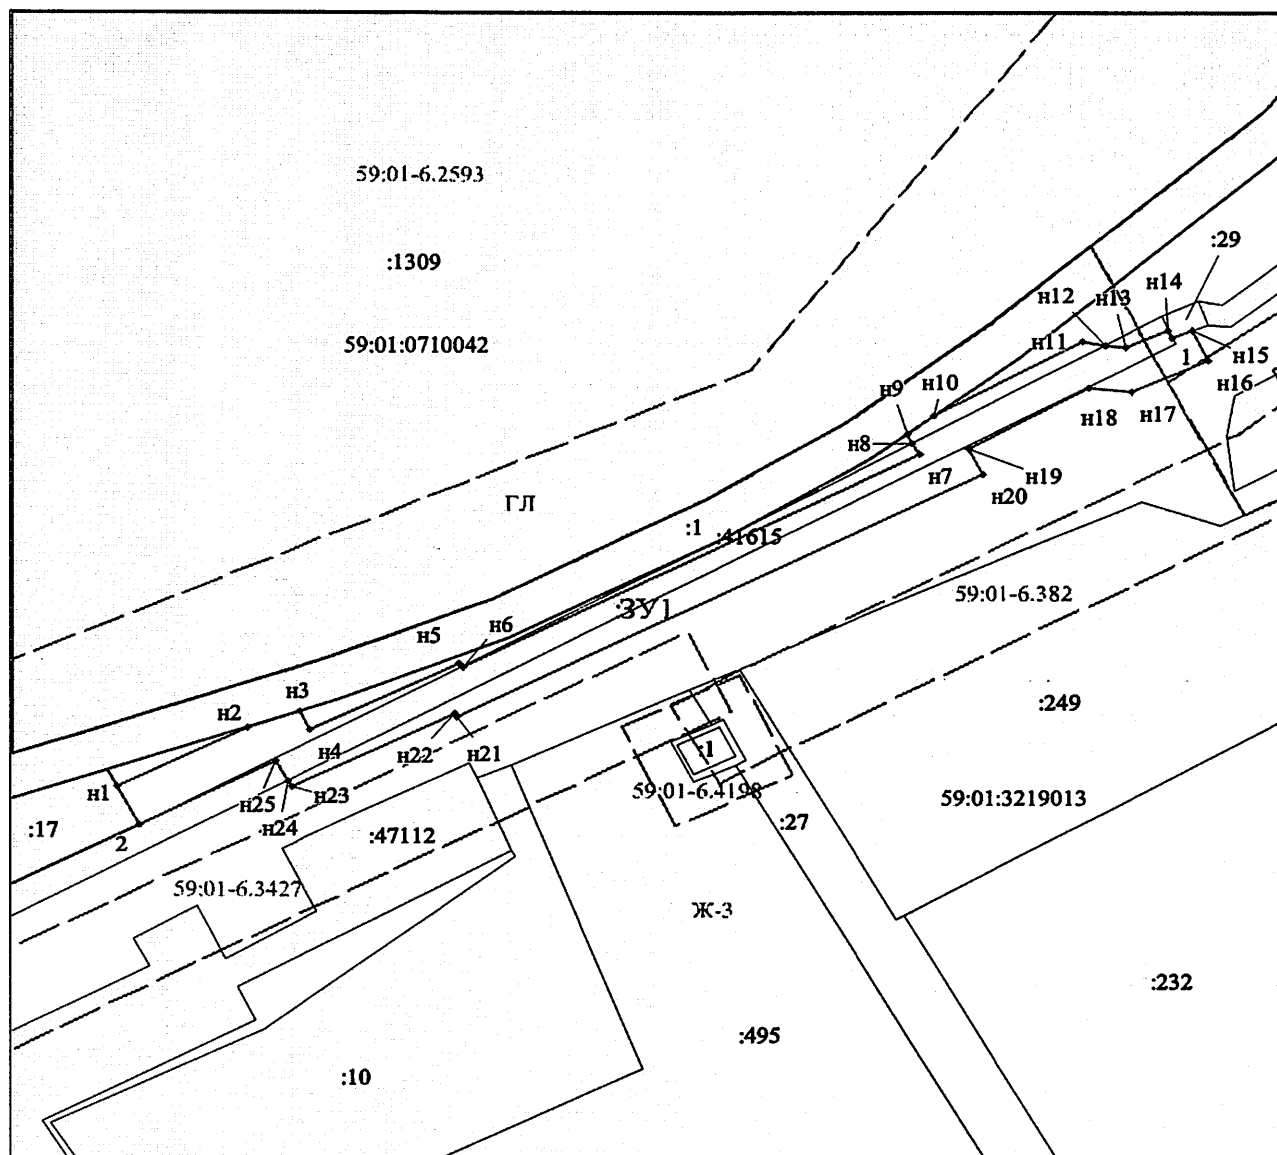 59:01-6.2593
:29
:1309
н14
н12
н13
59:01:0710042
н11
1
н15
н16
н9
н10
н18
н17
н8
н7
н19
н20
ГЛ
:1
:41615
59:01-6.382
:ЗУ1
н6
н5
н3
:249
н2
н22
н21
н4
:1
н1
59:01-6.4198
н25
н23
59:01:3219013
н24
:17
:27
2
:47112
59:01-6.3427
Ж-3
:232
:495
:10